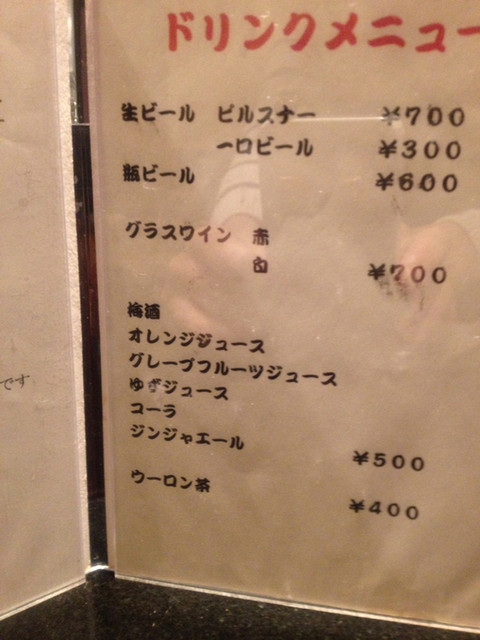 ドリンクメニュー
生ビール ピルスナー ¥700
一口ビール ¥300
瓶ビール ¥600
グラスワイン 赤
白 ¥700
梅酒
オレンジジュース
グレープフルーツジュース
ゆずジュース
コーラ
ジンジャエール
¥500
ウーロン茶
¥400
です